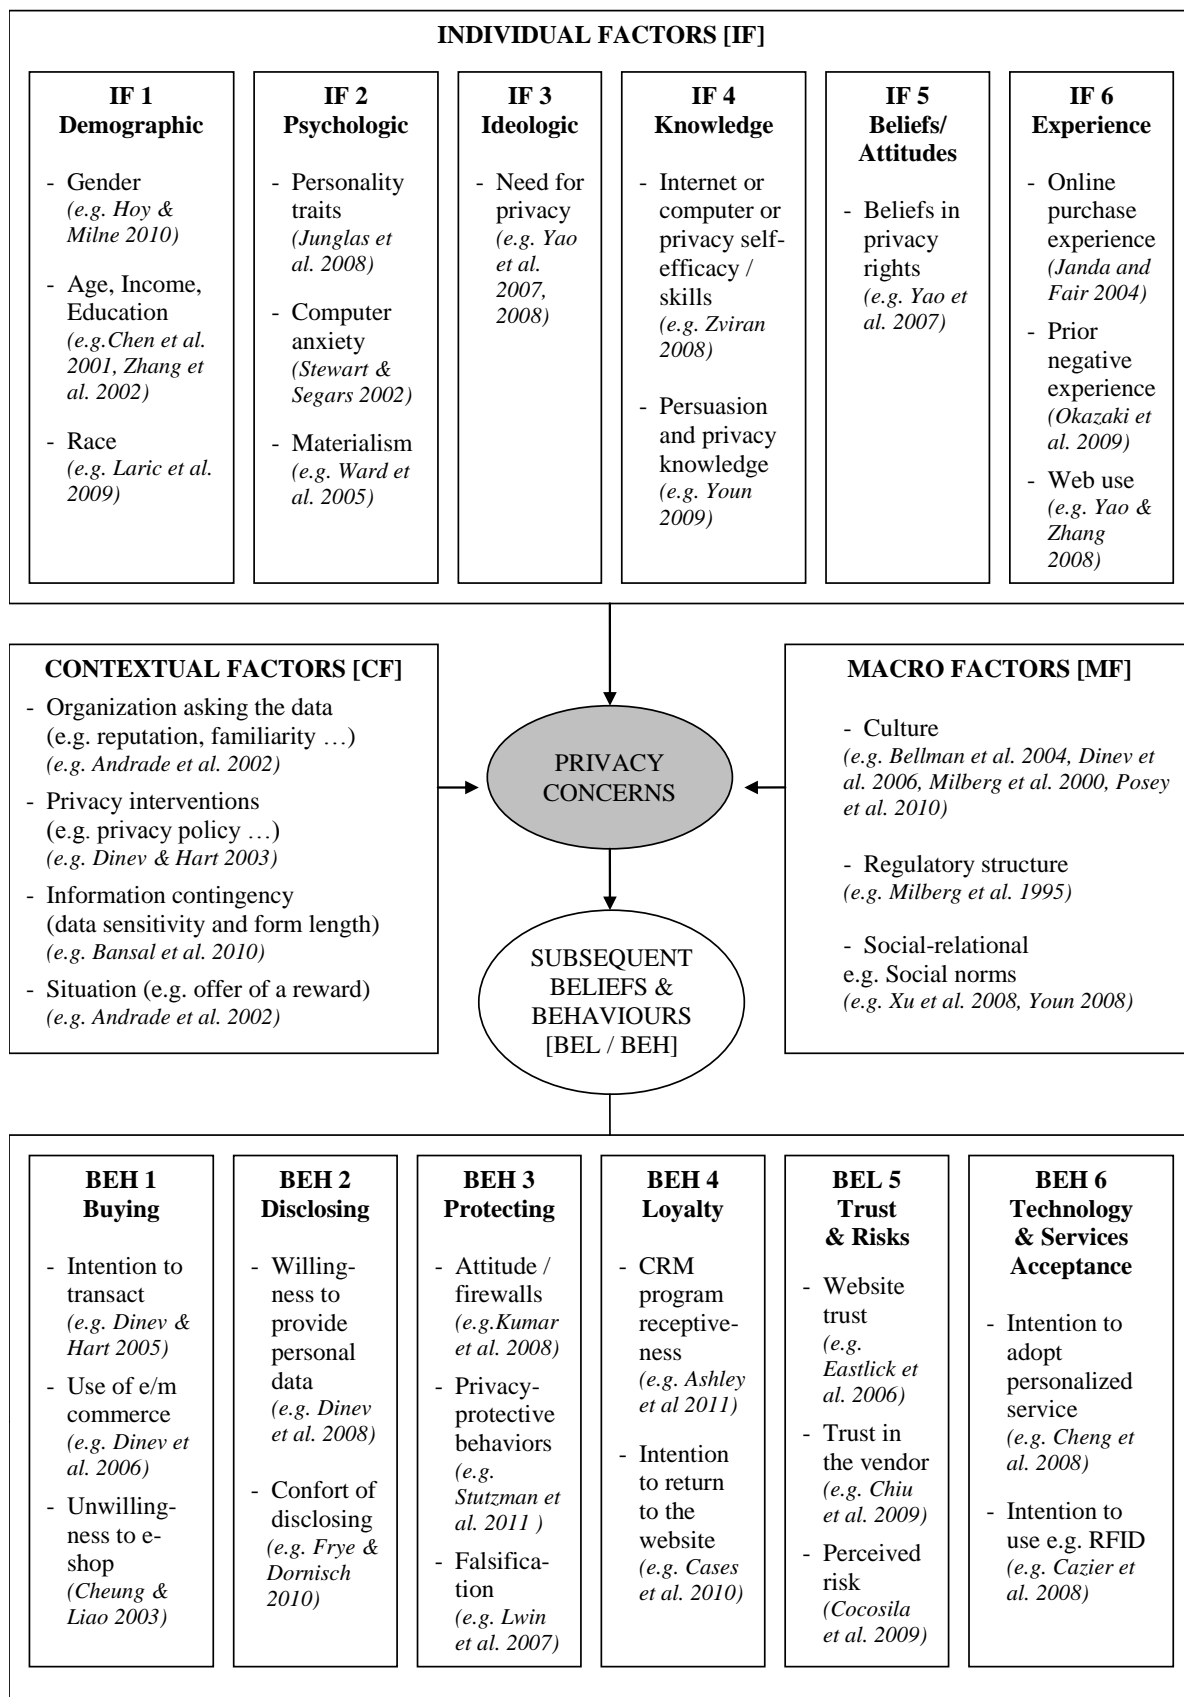 INDIVIDUAL FACTORS [IF]
IF 1
Demographic
- Gender
(e.g. Hoy &
Milne 2010)
- Age, Income,
Education
(e.g.Chen et al.
2001, Zhang et
al. 2002)
- Race
(e.g. Laric et al.
2009)
IF 2
Psychologic
- Personality
traits
(Junglas et
al. 2008)
- Computer
anxiety
(Stewart &
Segars 2002)
- Materialism
(e.g. Ward et
al. 2005)
IF 3
Ideologic
- Need for
privacy
(e.g. Yao
et al.
2007,
2008)
IF 4
Knowledge
- Internet or
computer or
privacy self-
efficacy /
skills
(e.g. Zviran
2008)
- Persuasion
and privacy
knowledge
(e.g. Youn
2009)
IF 5
Beliefs/
Attitudes
- Beliefs in
privacy
rights
(e.g. Yao et
al. 2007)
IF 6
Experience
- Online
purchase
experience
(Janda and
Fair 2004)
- Prior
negative
experience
(Okazaki et
al. 2009)
- Web use
(e.g. Yao &
Zhang
2008)
CONTEXTUAL FACTORS [CF]
- Organization asking the data
(e.g. reputation, familiarity …)
(e.g. Andrade et al. 2002)
- Privacy interventions
(e.g. privacy policy …)
(e.g. Dinev & Hart 2003)
- Information contingency
(data sensitivity and form length)
(e.g. Bansal et al. 2010)
- Situation (e.g. offer of a reward)
(e.g. Andrade et al. 2002)
PRIVACY
CONCERNS
SUBSEQUENT
BELIEFS &
BEHAVIOURS
[BEL / BEH]
MACRO FACTORS [MF]
- Culture
(e.g. Bellman et al. 2004, Dinev et
al. 2006, Milberg et al. 2000, Posey
et al. 2010)
- Regulatory structure
(e.g. Milberg et al. 1995)
- Social-relational
e.g. Social norms
(e.g. Xu et al. 2008, Youn 2008)
BEH 1
Buying
- Intention to
transact
(e.g. Dinev &
Hart 2005)
- Use of e/m
commerce
(e.g. Dinev et
al. 2006)
- Unwilling-
ness to e-
shop
(Cheung &
Liao 2003)
BEH 2
Disclosing
- Willing-
ness to
provide
personal
data
(e.g. Dinev
et al. 2008)
- Confort of
disclosing
(e.g. Frye &
Dornisch
2010)
BEH 3
Protecting
- Attitude /
firewalls
(e.g.Kumar
et al. 2008)
- Privacy-
protective
behaviors
(e.g.
Stutzman et
al. 2011 )
- Falsifica-
tion
(e.g. Lwin
et al. 2007)
BEH 4
Loyalty
- CRM
program
receptive-
ness
(e.g. Ashley
et al 2011)
- Intention
to return
to the
website
(e.g. Cases
et al. 2010)
BEL 5
Trust
& Risks
- Website
trust
(e.g.
Eastlick et
al. 2006)
- Trust in
the vendor
(e.g. Chiu
et al. 2009)
- Perceived
risk
(Cocosila
et al. 2009)
BEH 6
Technology
& Services
Acceptance
- Intention to
adopt
personalized
service
(e.g. Cheng et
al. 2008)
- Intention to
use e.g. RFID
(e.g. Cazier et
al. 2008)